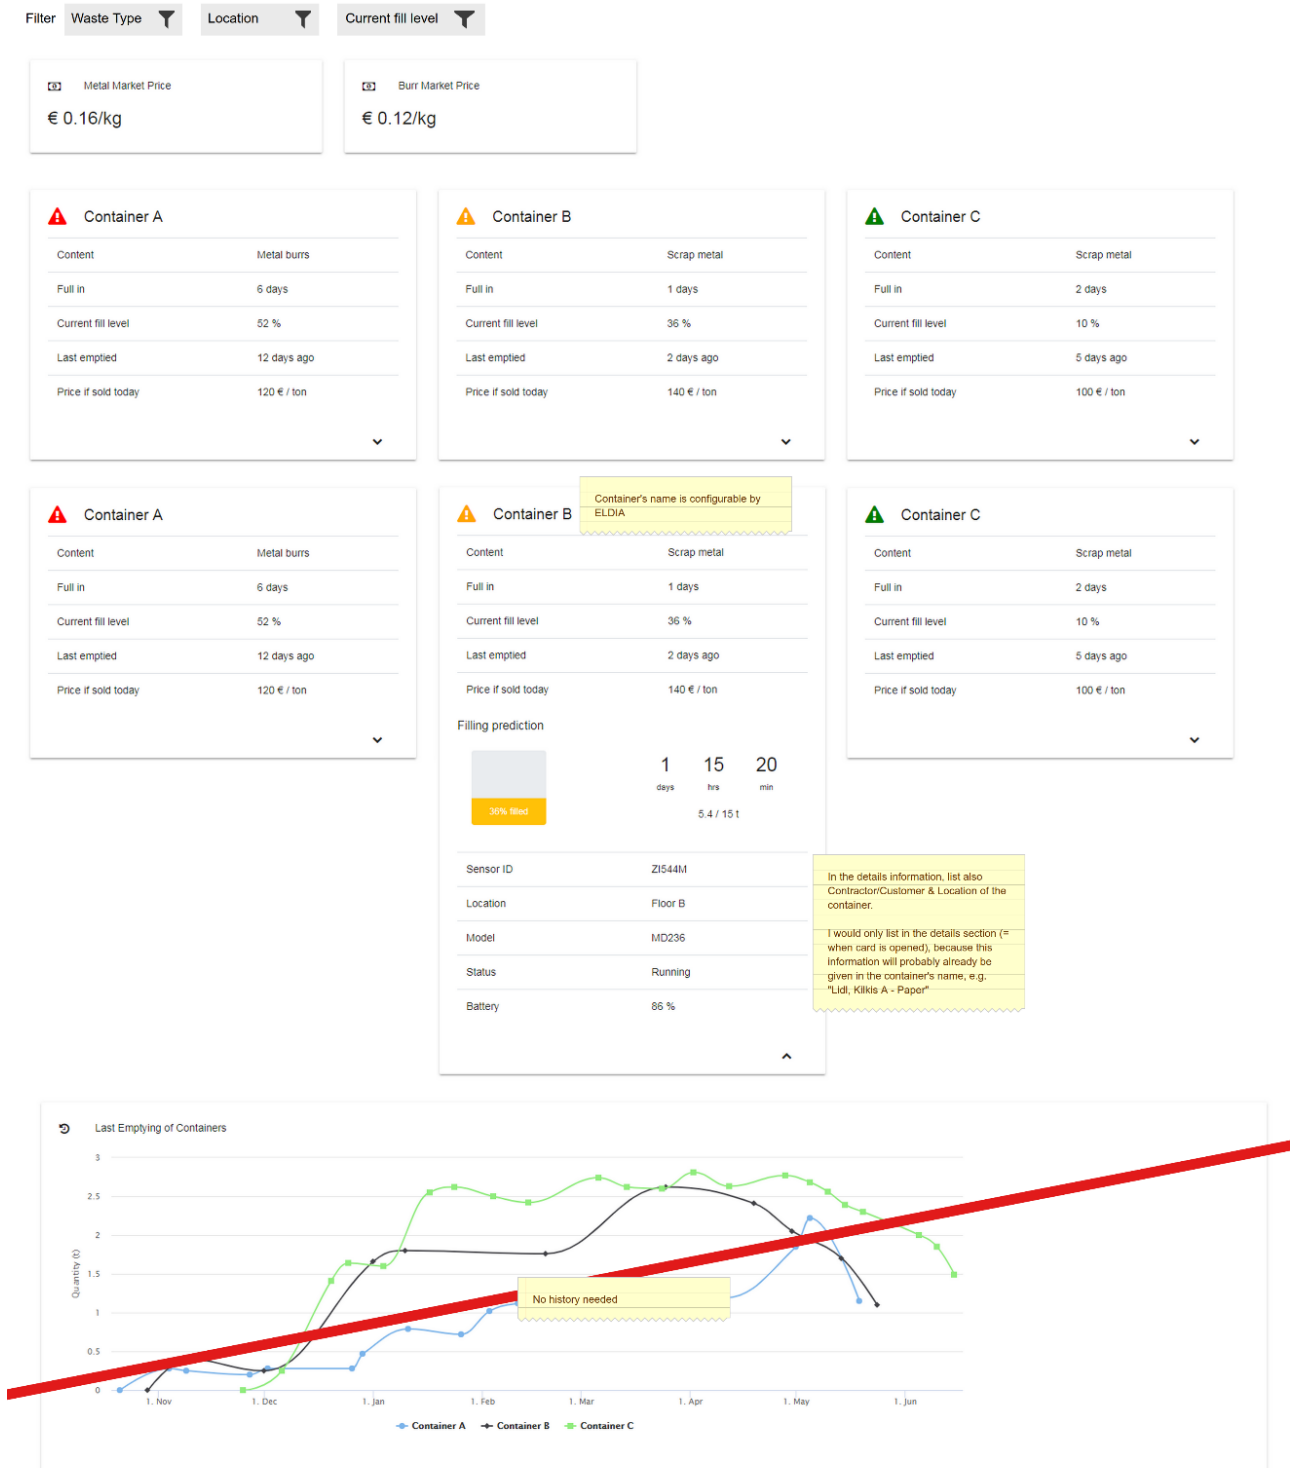 Filter Waste Type Location Current fill level
Metal Market Price
€ 0.16/kg
Burr Market Price
€ 0.12/kg
Container A
Content Metal burrs
Full in 6 days
Current fill level 52 %
Last emptied 12 days ago
Price if sold today 120 € / ton
Container B
Content Scrap metal
Full in 1 days
Current fill level 36 %
Last emptied 2 days ago
Price if sold today 140 € / ton
Container C
Content Scrap metal
Full in 2 days
Current fill level 10 %
Last emptied 5 days ago
Price if sold today 100 € / ton
Container A
Content Metal burrs
Full in 6 days
Current fill level 52 %
Last emptied 12 days ago
Price if sold today 120 € / ton
Container B
Container's name is configurable by
ELDIA
Content Scrap metal
Full in 1 days
Current fill level 36 %
Last emptied 2 days ago
Price if sold today 140 € / ton
Filling prediction
36% filled
1 15 20
days hrs min
5.4 / 15 t
Sensor ID ZI544M
Location Floor B
Model MD236
Status Running
Battery 86 %
Container C
Content Scrap metal
Full in 2 days
Current fill level 10 %
Last emptied 5 days ago
Price if sold today 100 € / ton
In the details information, list also
Contractor/Customer & Location of the
container.
I would only list in the details section (=
when card is opened), because this
information will probably already be
given in the container's name, e.g.
"Lidl, Kilkis A - Paper"
Last Emptying of Containers
Quantity (t)
3
2.5
2
1.5
1
0.5
0
No history needed
1. Nov 1. Dec 1. Jan 1. Feb 1. Mar 1. Apr 1. May 1. Jun
Container A Container B Container C